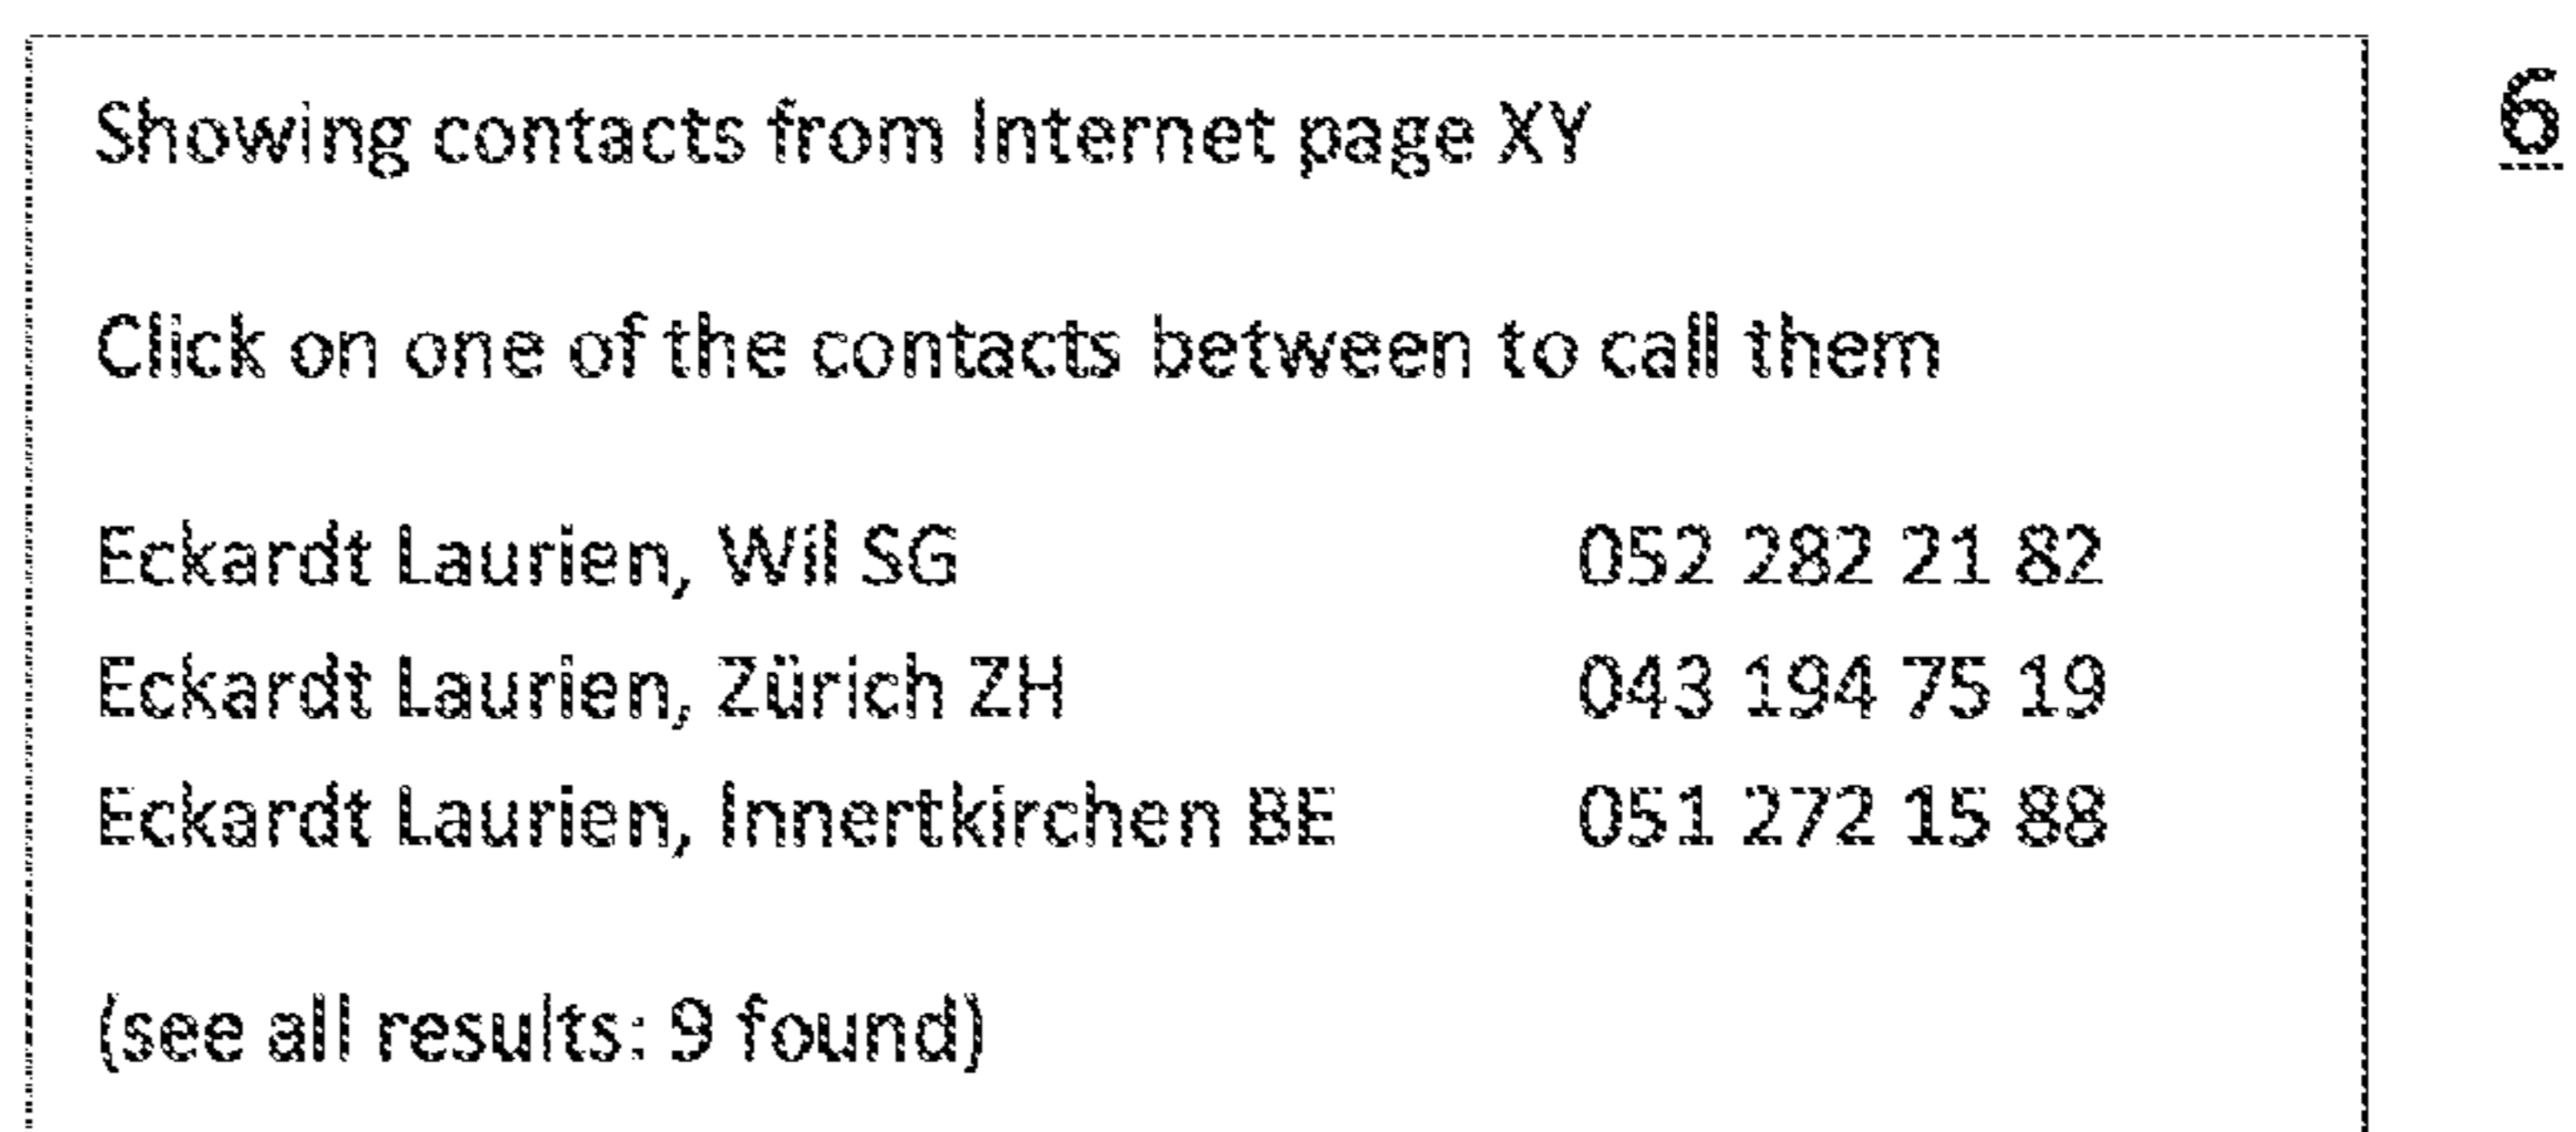 Showing contacts from Internet page XY
6
Click on one of the contacts between to call them
Eckardt Laurien, Wil SG 052 282 21 82
Eckardt Laurien, Zürich ZH 043 194 75 19
Eckardt Laurien, Innertkirchen BE 051 272 15 88
(see all results: 9 found)